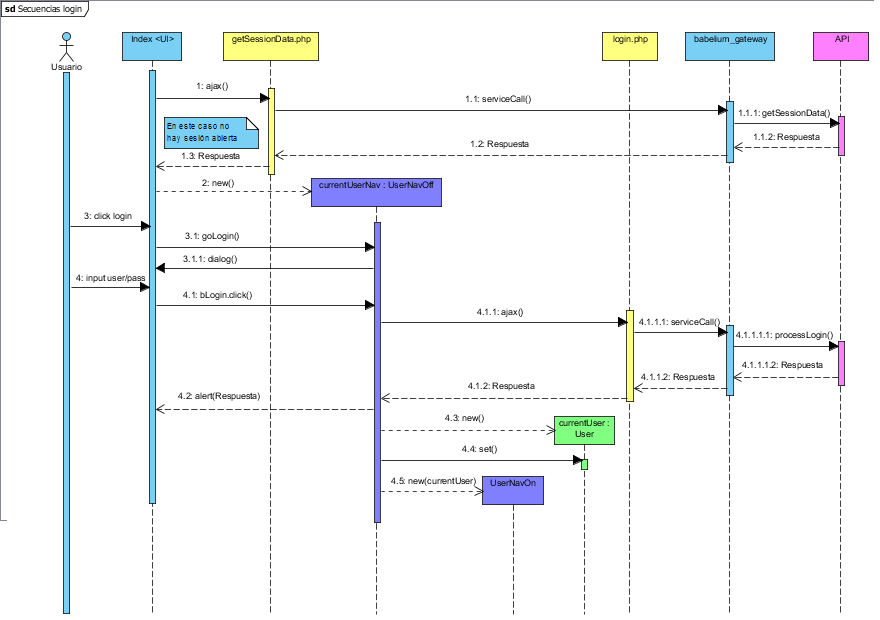 sd Secuencias login
Usuario
Index <UI>
getSessionData.php
login.php
babelium_gateway
API
1: ajax()
1.1: serviceCall()
1.1.1: getSessionData()
En este caso no
hay sesión abierta
1.1.2: Respuesta
1.2: Respuesta
1.3: Respuesta
2: new()
currentUserNav : UserNavOff
3: click login
3.1: goLogin()
3.1.1: dialog()
4: input user/pass
4.1: bLogin.click()
4.1.1: ajax()
4.1.1.1: serviceCall()
4.1.1.1.1: processLogin()
4.1.1.1.2: Respuesta
4.1.1.2: Respuesta
4.1.2: Respuesta
4.2: alert(Respuesta)
4.3: new()
currentUser :
User
4.4: set()
4.5: new(currentUser)
UserNavOn